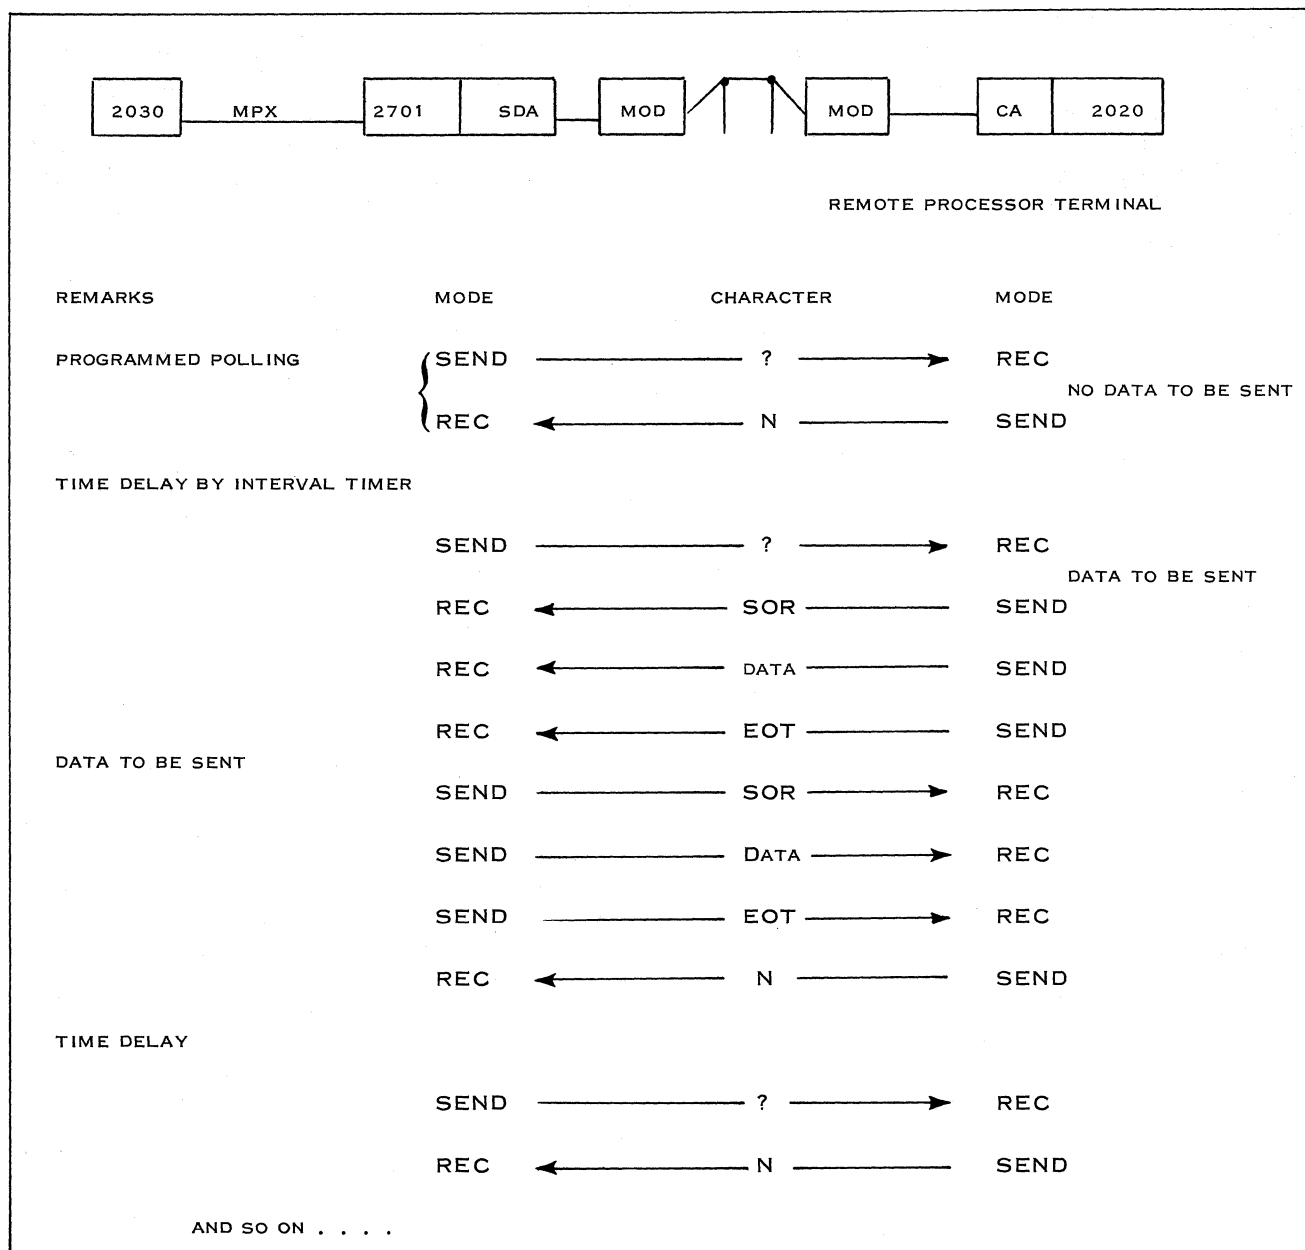 2030 MPX 2701 SDA MOD MOD CA 2020
REMOTE PROCESSOR TERMINAL
REMARKS MODE CHARACTER MODE
PROGRAMMED POLLING SEND ? REC
NO DATA TO BE SENT
REC N SEND
TIME DELAY BY INTERVAL TIMER
SEND ? REC
DATA TO BE SENT
REC SOR SEND
REC DATA SEND
REC EOT SEND
DATA TO BE SENT
SEND SOR REC
SEND DATA REC
SEND EOT REC
REC N SEND
TIME DELAY
SEND ? REC
REC N SEND
AND SO ON . . . .